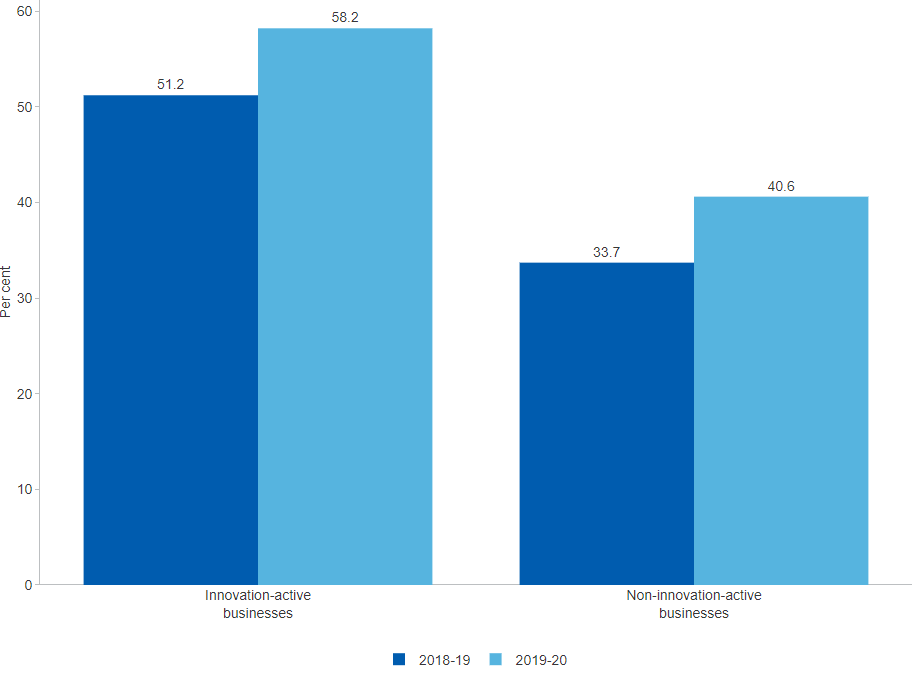 60
58.2
51.2
50
40.6
40
33.7
Per cent
30
20
10
0
Innovation-active
businesses
Non-innovation-active
businesses
2018-19
2019-20